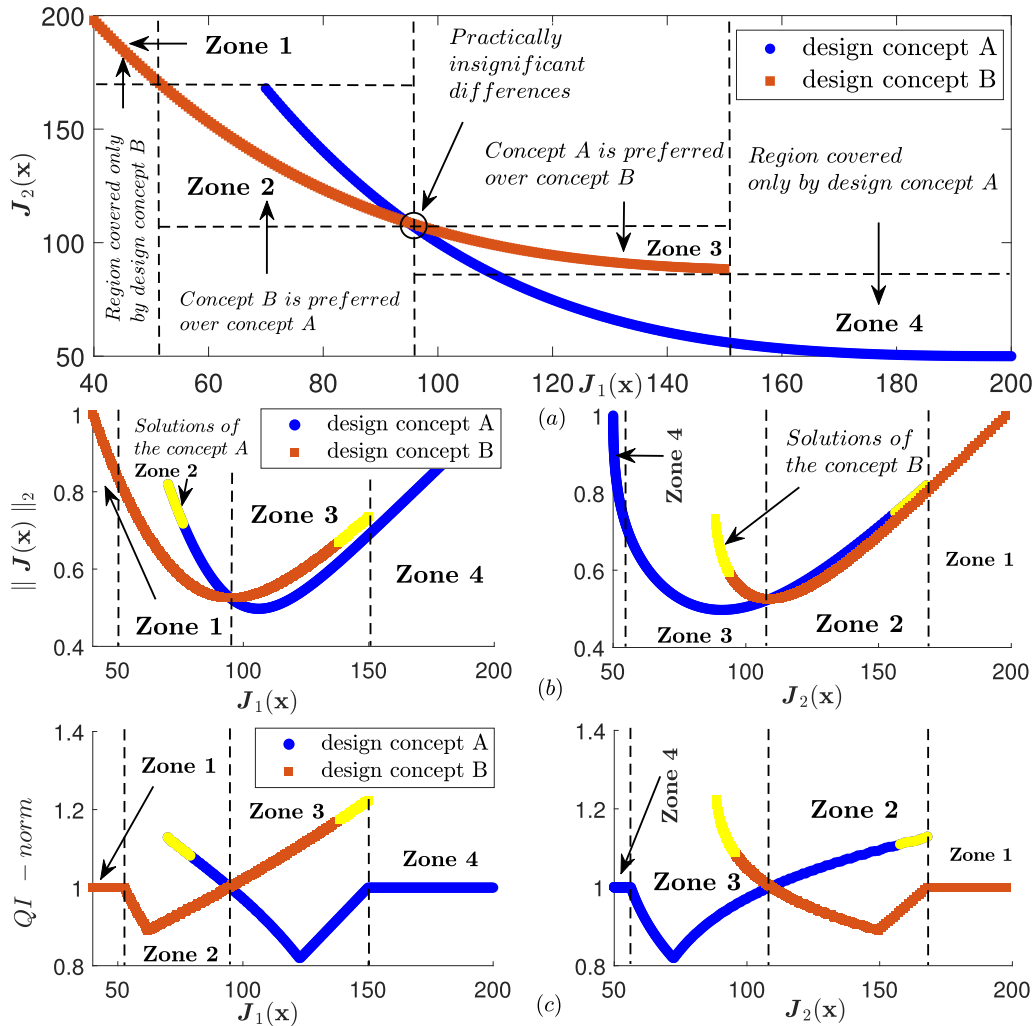 200
150
100
50
J₂(x)
Zone 1
Practically
insignificant
differences
design concept A
design concept B
Region covered only
by design concept B
Zone 2
Concept A is preferred
over concept B
Region covered
only by design concept A
Zone 3
Concept B is preferred
over concept A
Zone 4
40 60 80 100 120 140 160 180 200
J₁(x)
(a)
1
0.8
0.6
0.4
‖ J(x) ‖₂
Solutions of
the concept A
Zone 2
design concept A
design concept B
Zone 3
Zone 4
Zone 1
50 100 150 200
J₁(x)
1
0.8
0.6
0.4
Zone 4
Solutions of
the concept B
Zone 1
Zone 3
Zone 2
50 100 150 200
J₂(x)
(b)
1.4
1.2
1
0.8
QI − norm
Zone 1
design concept A
design concept B
Zone 3
Zone 4
Zone 2
50 100 150 200
J₁(x)
1.4
1.2
1
0.8
Zone 4
Zone 2
Zone 3
Zone 1
50 100 150 200
J₂(x)
(c)